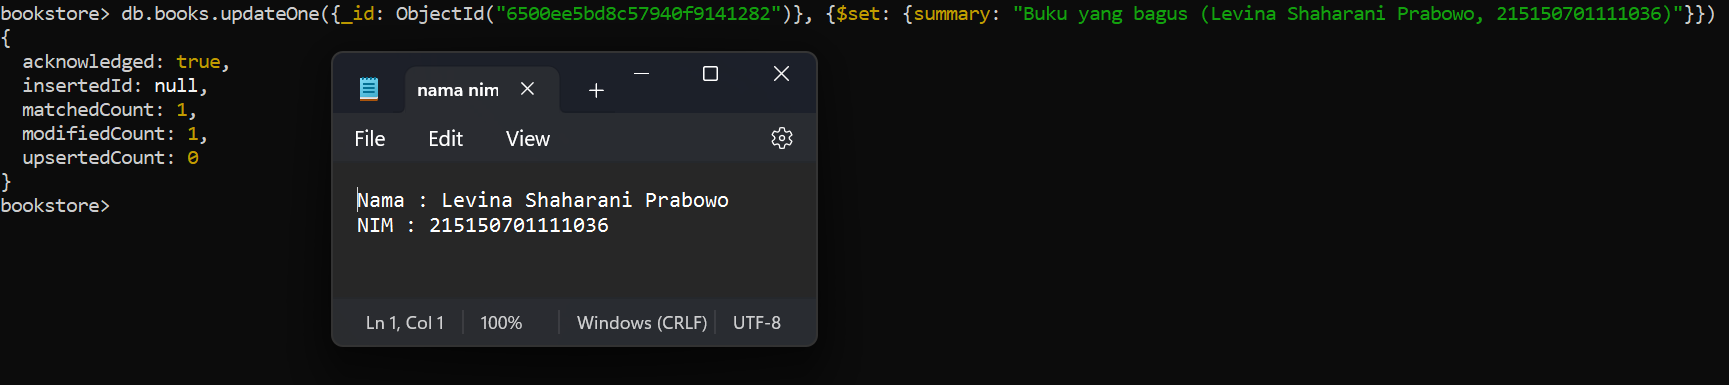 bookstore> db.books.updateOne({_id: ObjectId("6500ee5bd8c57940f9141282")}, {$set: {summary: "Buku yang bagus (Levina Shaharani Prabowo, 215150701111036)"}})
{
  acknowledged: true,
  insertedId: null,
  matchedCount: 1,
  modifiedCount: 1,
  upsertedCount: 0
}
bookstore>
nama nim
File Edit View
Nama : Levina Shaharani Prabowo
NIM : 215150701111036
Ln 1, Col 1 100% Windows (CRLF) UTF-8